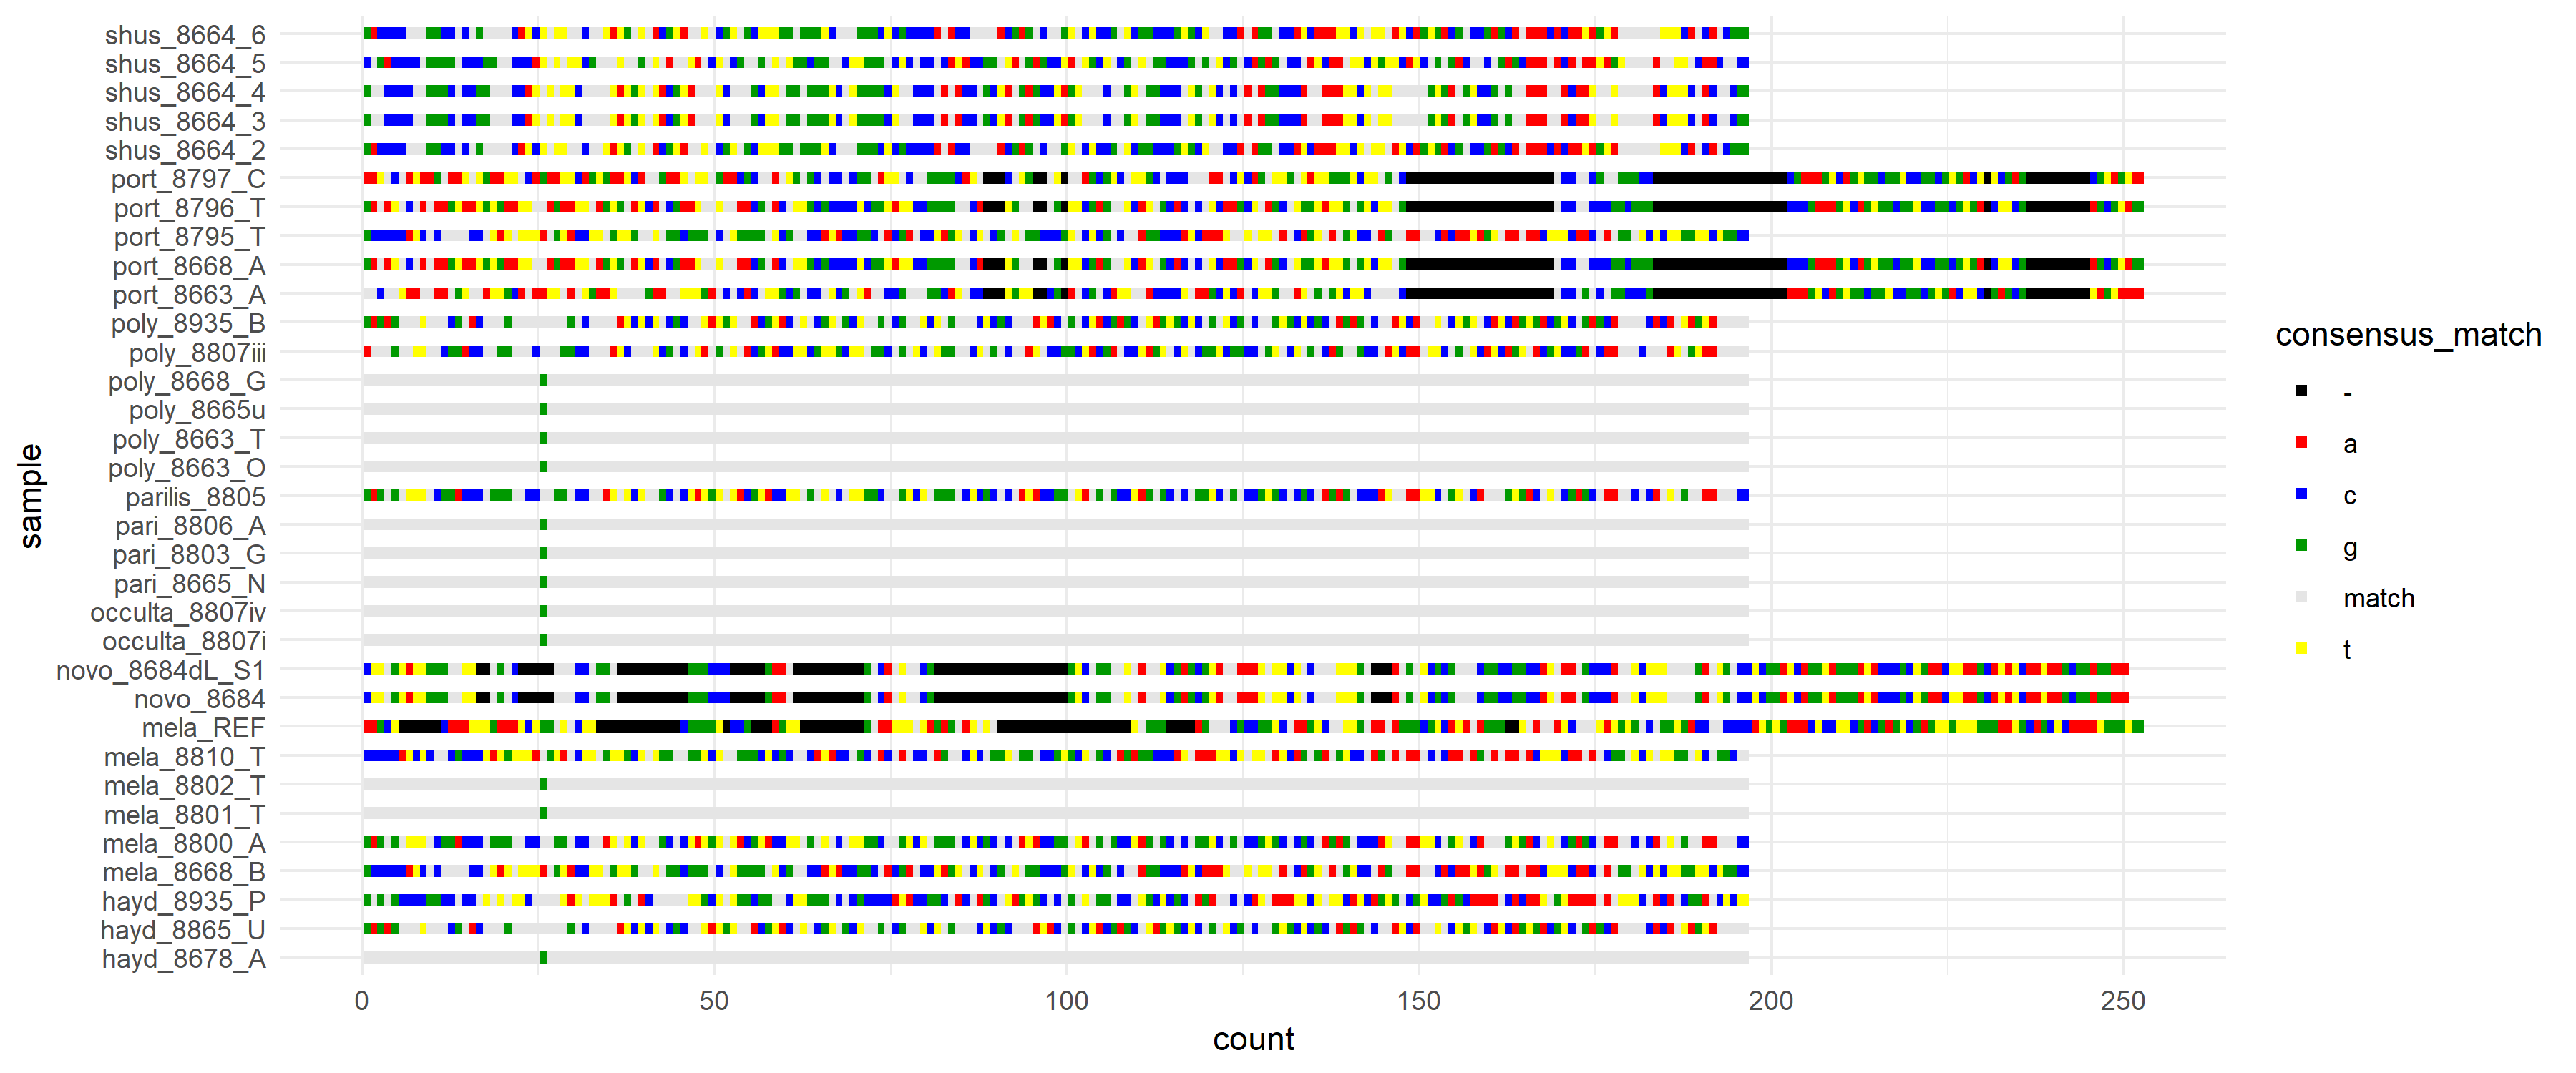 sample
shus_8664_6
shus_8664_5
shus_8664_4
shus_8664_3
shus_8664_2
port_8797_C
port_8796_T
port_8795_T
port_8668_A
port_8663_A
poly_8935_B
poly_8807iii
poly_8668_G
poly_8665u
poly_8663_T
poly_8663_O
parilis_8805
pari_8806_A
pari_8803_G
pari_8665_N
occulta_8807iv
occulta_8807i
novo_8684dL_S1
novo_8684
mela_REF
mela_8810_T
mela_8802_T
mela_8801_T
mela_8800_A
mela_8668_B
hayd_8935_P
hayd_8865_U
hayd_8678_A
0 50 100 150 200 250
count
consensus_match
-
a
c
g
match
t